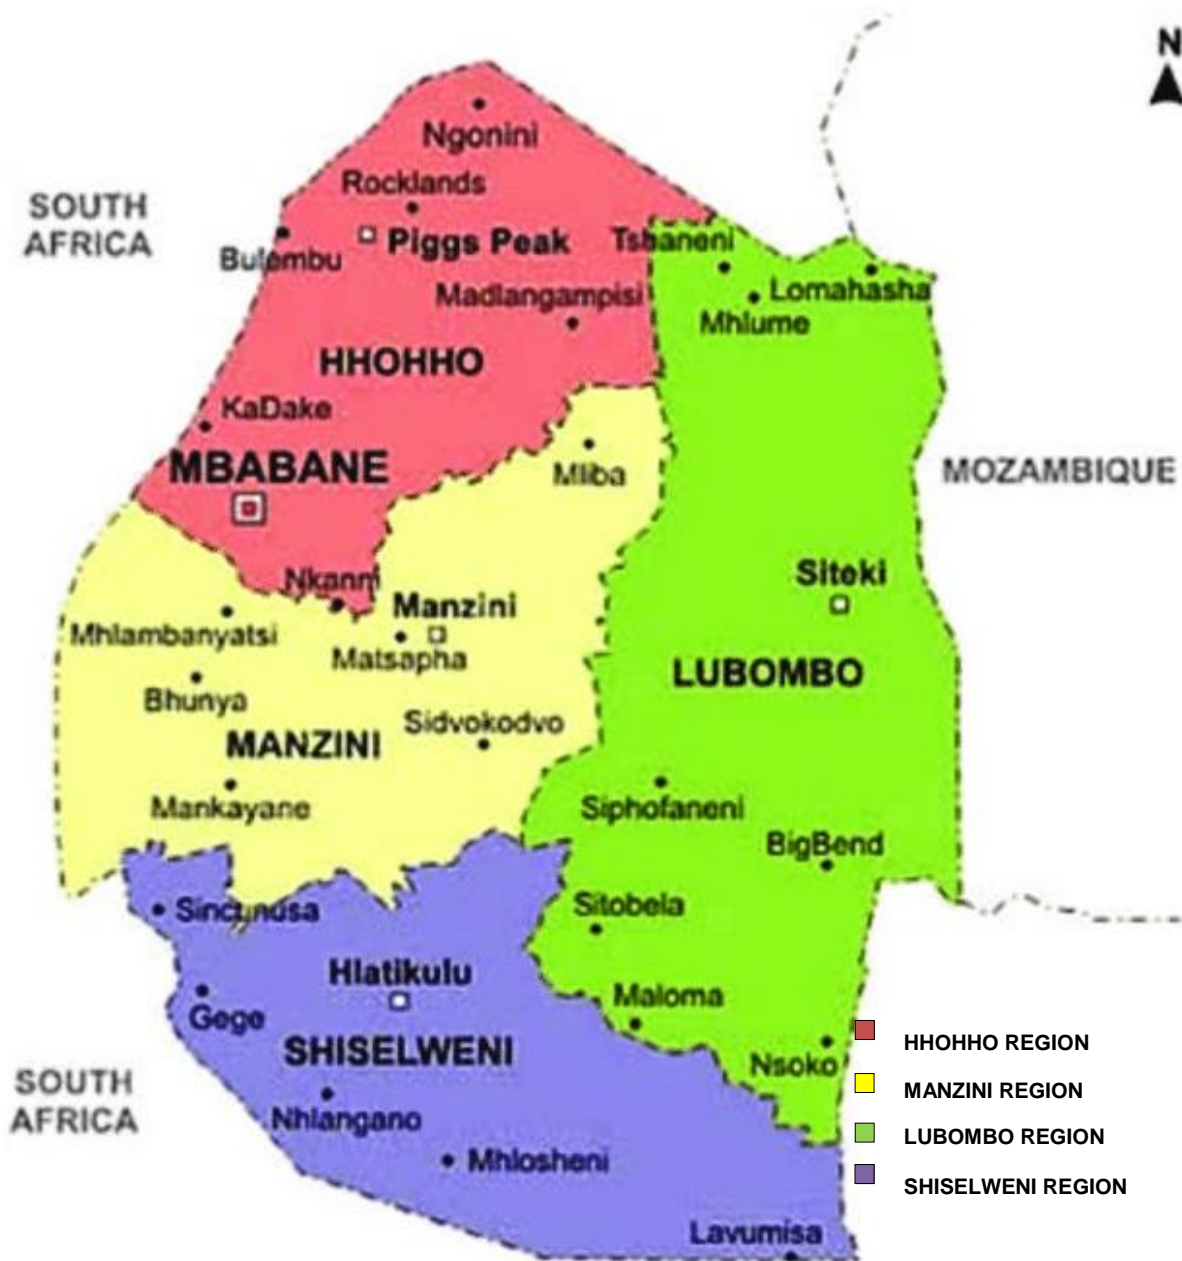 N
Ngonini
Rocklands
SOUTH
AFRICA
Piggs Peak
Tshaneni
Bulembu
Madlangampisi
Lomahasha
Mhlume
HHOHHO
KaDake
MBABANE
MOZAMBIQUE
Mliba
Siteki
Nkanni
Manzini
Mhlambanyatsi
Matsapha
LUBOMBO
Bhunya
Sidvokodvo
MANZINI
Mankayane
Siphofaneni
BigBend
Sincunusa
Sitobela
Hlatikulu
Maloma
Gege
SHISELWENI
Nsoko
SOUTH
AFRICA
Nhlangano
Mhlosheni
Lavumisa
HHOHHO REGION
MANZINI REGION
LUBOMBO REGION
SHISELWENI REGION